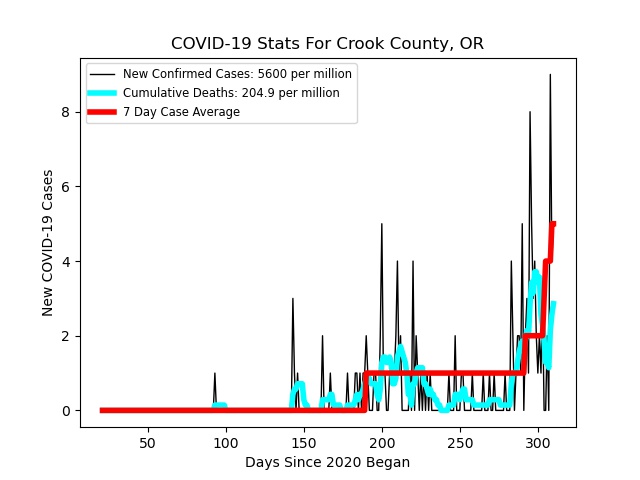 COVID-19 Stats For Crook County, OR
New Confirmed Cases: 5600 per million
Cumulative Deaths: 204.9 per million
7 Day Case Average
New COVID-19 Cases
8
6
4
2
0
50 100 150 200 250 300
Days Since 2020 Began